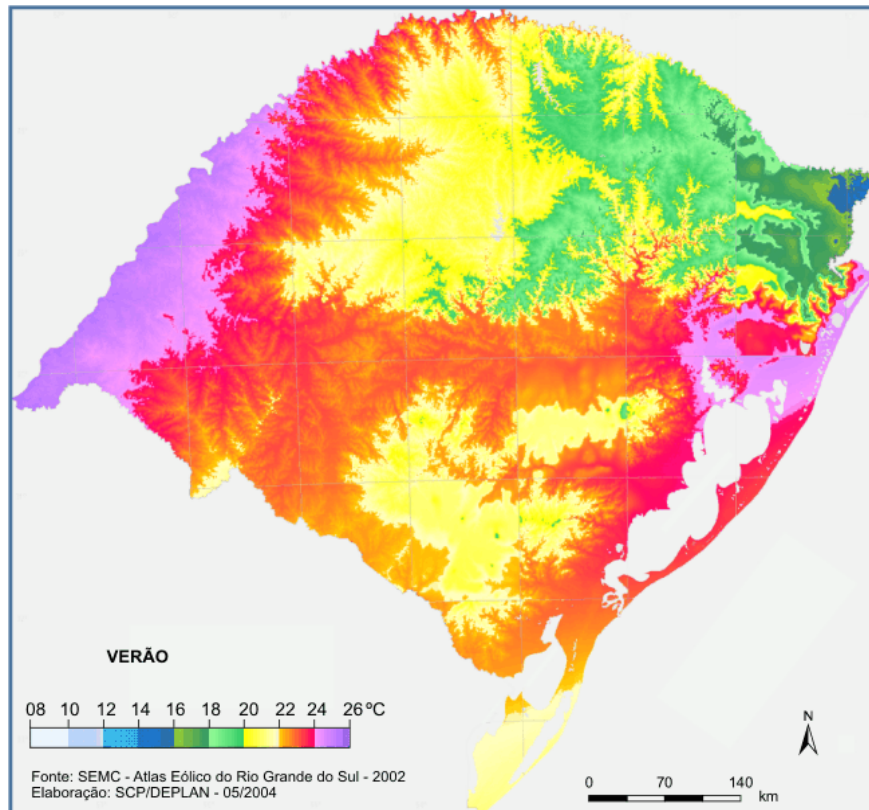 VERÃO
08 10 12 14 16 18 20 22 24 26 ºC
Fonte: SEMC - Atlas Eólico do Rio Grande do Sul - 2002
Elaboração: SCP/DEPLAN - 05/2004
N
0 70 140
km